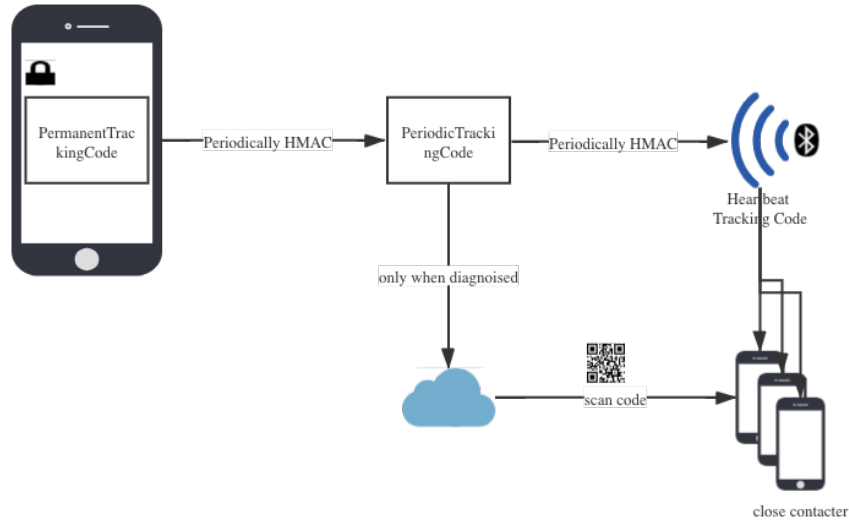 PermanentTrac
kingCode
Periodically HMAC
PeriodicTracki
ngCode
Periodically HMAC
Heartbeat
Tracking Code
only when diagnoised
scan code
close contacter